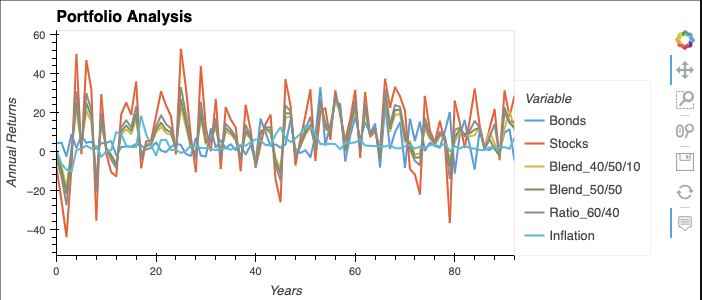 Portfolio Analysis
60
40
20
0
−20
−40
Annual Returns
0
20
40
60
80
Years
Variable
Bonds
Stocks
Blend_40/50/10
Blend_50/50
Ratio_60/40
Inflation